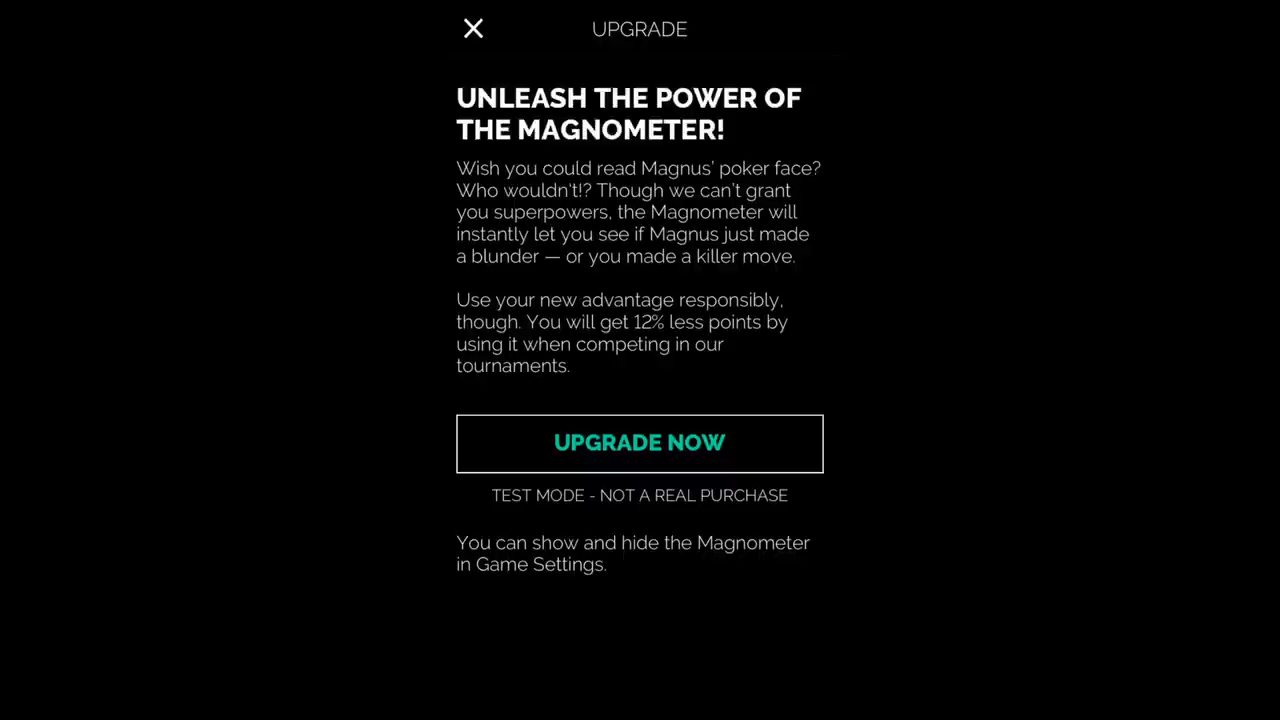 UPGRADE
UNLEASH THE POWER OF
THE MAGNOMETER!
Wish you could read Magnus’ poker face?
Who wouldn't!? Though we can’t grant
you superpowers, the Magnometer will
instantly let you see if Magnus just made
a blunder — or you made a killer move.
Use your new advantage responsibly,
though. You will get 12% less points by
using it when competing in our
tournaments.
UPGRADE NOW
TEST MODE - NOT A REAL PURCHASE
You can show and hide the Magnometer
in Game Settings.